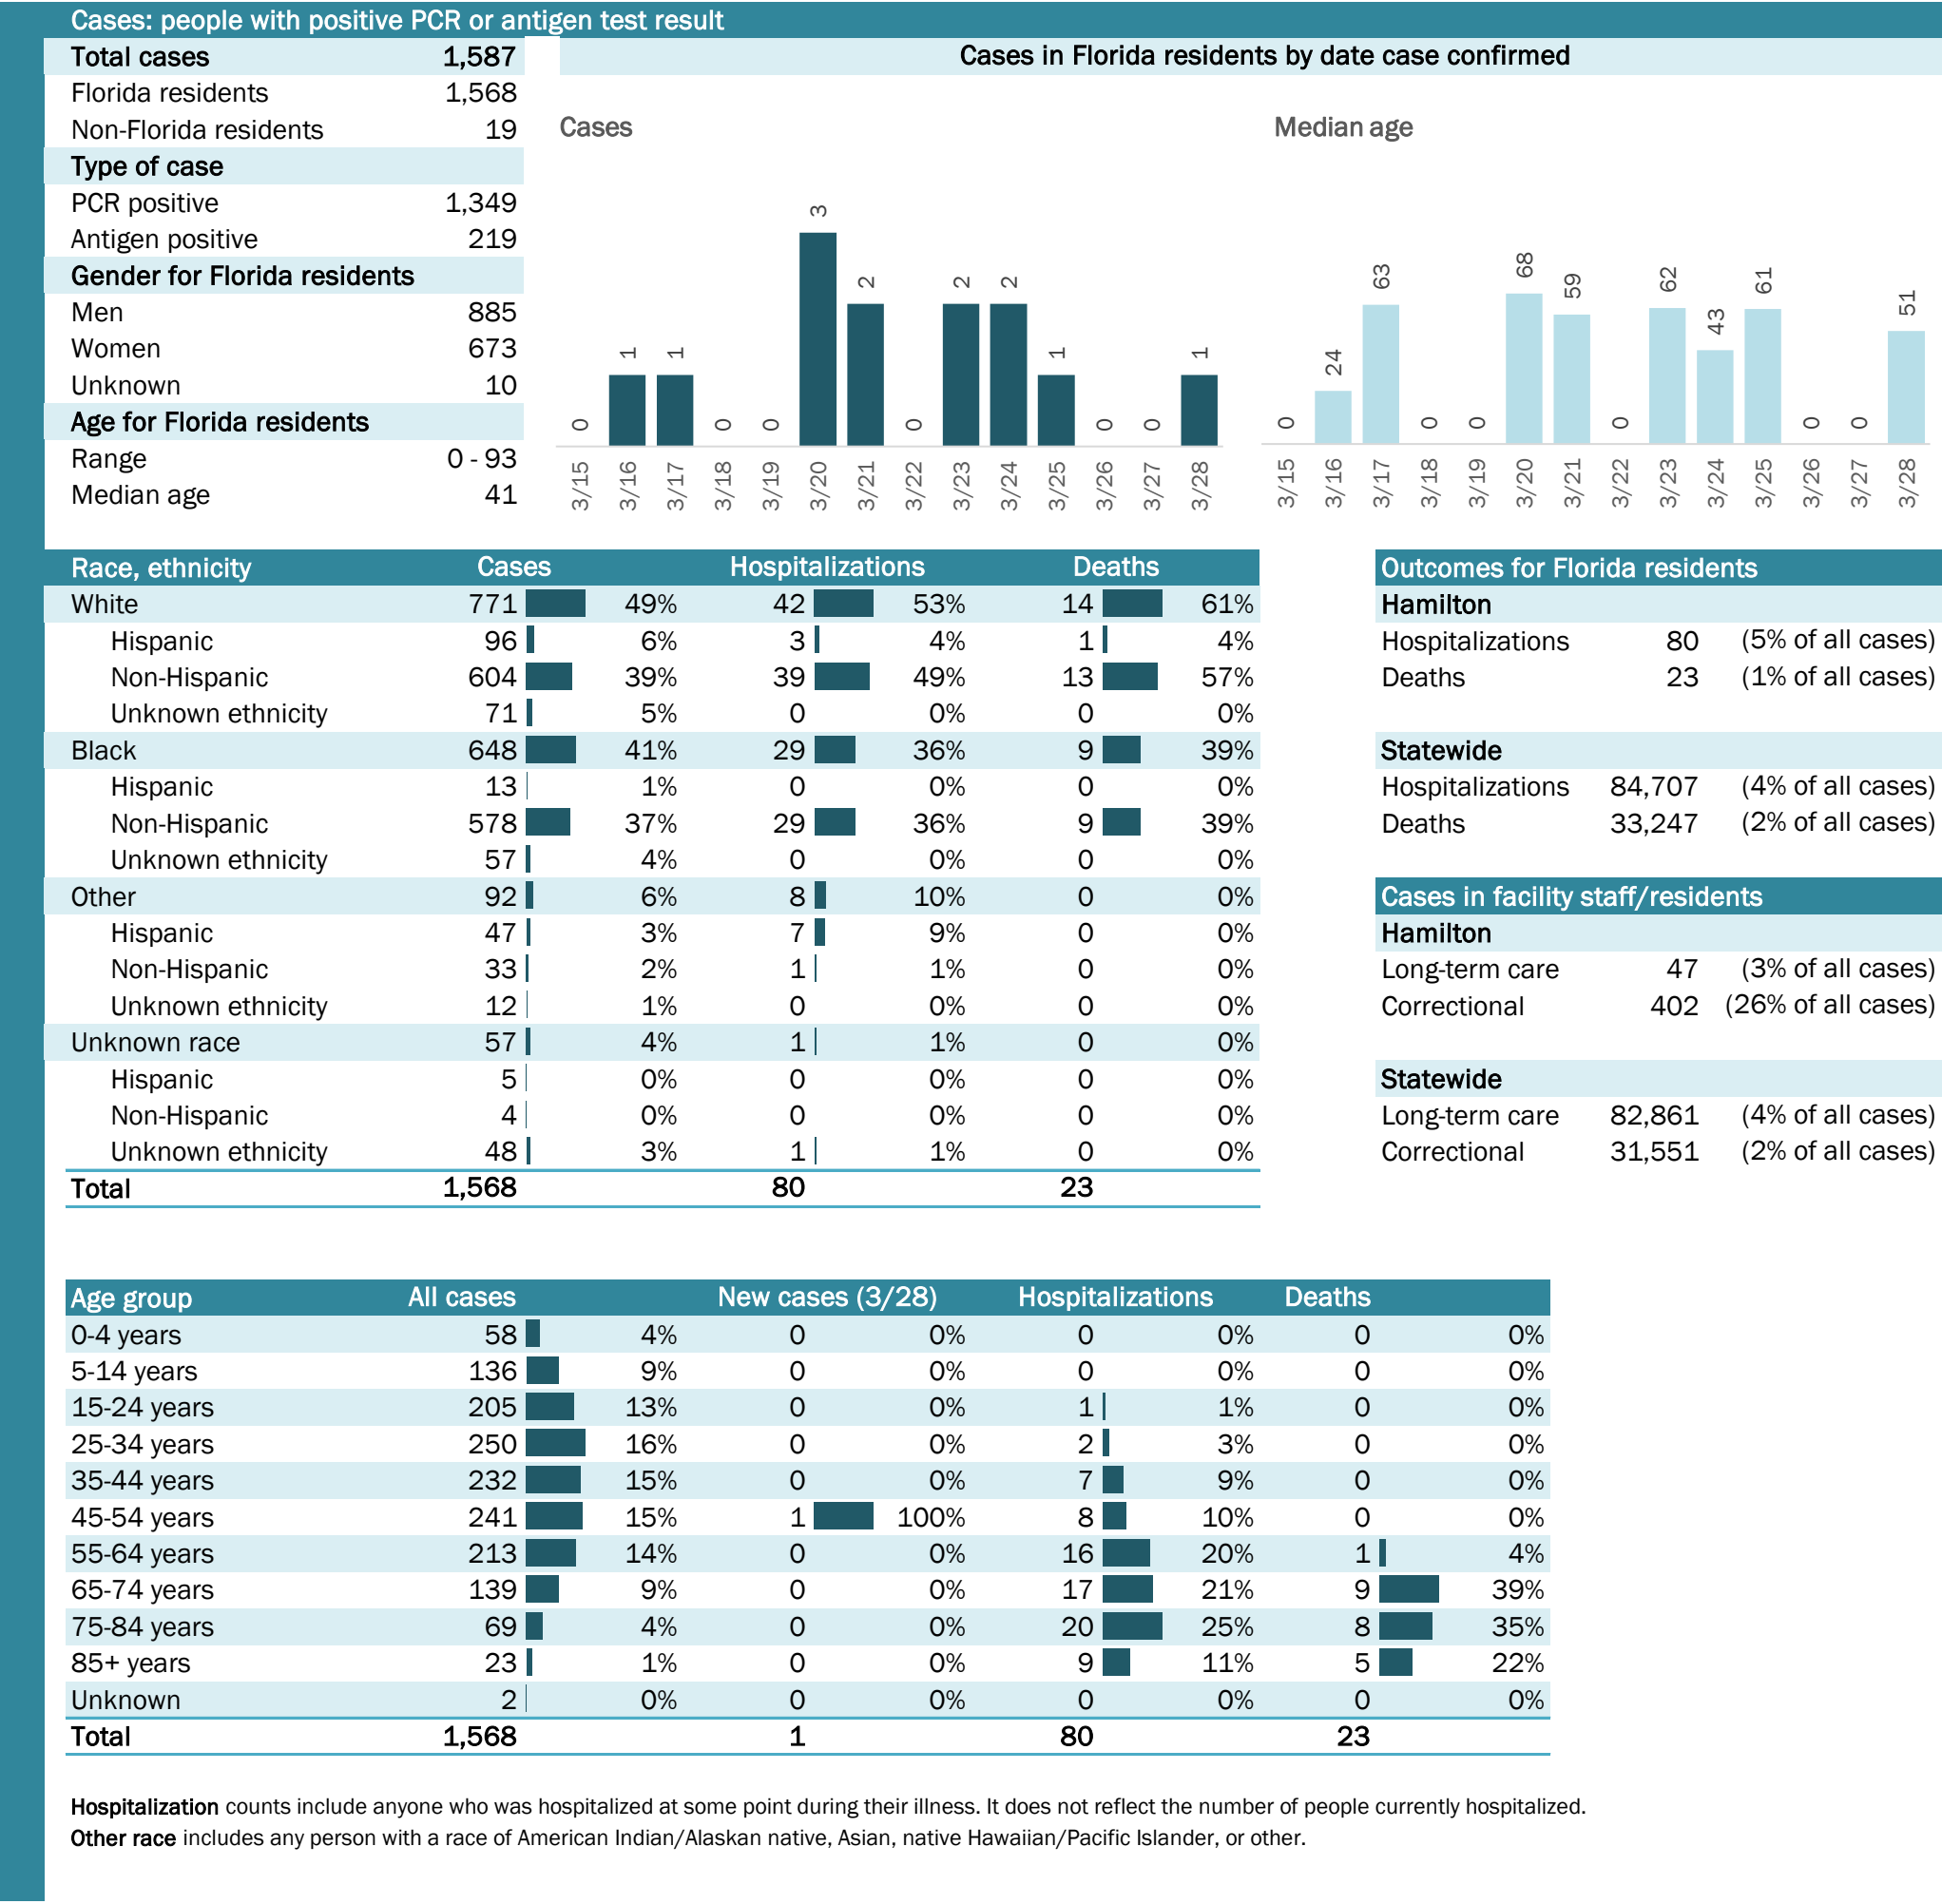 Cases: people with positive PCR or antigen test result
Total cases 1,587
Florida residents 1,568
Non-Florida residents 19
Type of case
PCR positive 1,349
Antigen positive 219
Gender for Florida residents
Men 885
Women 673
Unknown 10
Age for Florida residents
Range 0 - 93
Median age 41
Cases in Florida residents by date case confirmed
Cases
0 1 1 0 0 3 2 0 2 2 1 0 0 1
3/15 3/16 3/17 3/18 3/19 3/20 3/21 3/22 3/23 3/24 3/25 3/26 3/27 3/28
Median age
0 24 63 0 0 68 59 0 62 43 61 0 0 51
3/15 3/16 3/17 3/18 3/19 3/20 3/21 3/22 3/23 3/24 3/25 3/26 3/27 3/28
Race, ethnicity Cases Hospitalizations Deaths
White 771 49% 42 53% 14 61%
Hispanic 96 6% 3 4% 1 4%
Non-Hispanic 604 39% 39 49% 13 57%
Unknown ethnicity 71 5% 0 0% 0 0%
Black 648 41% 29 36% 9 39%
Hispanic 13 1% 0 0% 0 0%
Non-Hispanic 578 37% 29 36% 9 39%
Unknown ethnicity 57 4% 0 0% 0 0%
Other 92 6% 8 10% 0 0%
Hispanic 47 3% 7 9% 0 0%
Non-Hispanic 33 2% 1 1% 0 0%
Unknown ethnicity 12 1% 0 0% 0 0%
Unknown race 57 4% 1 1% 0 0%
Hispanic 5 0% 0 0% 0 0%
Non-Hispanic 4 0% 0 0% 0 0%
Unknown ethnicity 48 3% 1 1% 0 0%
Total 1,568 80 23
Outcomes for Florida residents
Hamilton
Hospitalizations 80 (5% of all cases)
Deaths 23 (1% of all cases)
Statewide
Hospitalizations 84,707 (4% of all cases)
Deaths 33,247 (2% of all cases)
Cases in facility staff/residents
Hamilton
Long-term care 47 (3% of all cases)
Correctional 402 (26% of all cases)
Statewide
Long-term care 82,861 (4% of all cases)
Correctional 31,551 (2% of all cases)
Age group All cases New cases (3/28) Hospitalizations Deaths
0-4 years 58 4% 0 0% 0 0% 0 0%
5-14 years 136 9% 0 0% 0 0% 0 0%
15-24 years 205 13% 0 0% 1 1% 0 0%
25-34 years 250 16% 0 0% 2 3% 0 0%
35-44 years 232 15% 0 0% 7 9% 0 0%
45-54 years 241 15% 1 100% 8 10% 0 0%
55-64 years 213 14% 0 0% 16 20% 1 4%
65-74 years 139 9% 0 0% 17 21% 9 39%
75-84 years 69 4% 0 0% 20 25% 8 35%
85+ years 23 1% 0 0% 9 11% 5 22%
Unknown 2 0% 0 0% 0 0% 0 0%
Total 1,568 1 80 23
Hospitalization counts include anyone who was hospitalized at some point during their illness. It does not reflect the number of people currently hospitalized.
Other race includes any person with a race of American Indian/Alaskan native, Asian, native Hawaiian/Pacific Islander, or other.